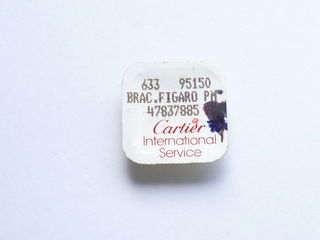 633 95150
BRAC.FIGARO PM
47837885
Cartier
International
Service